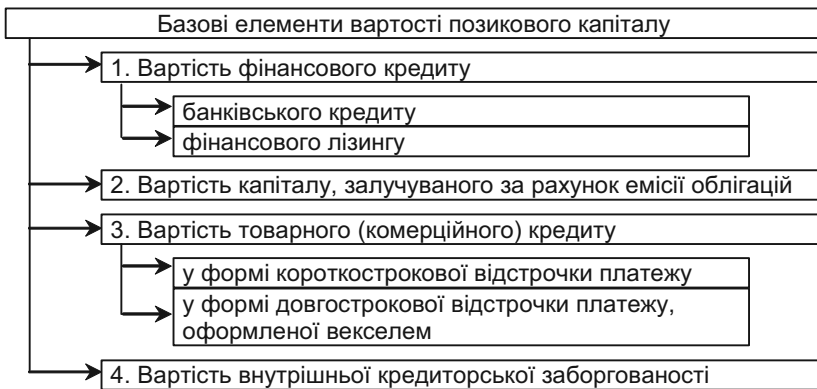 Базові елементи вартості позикового капіталу
1. Вартість фінансового кредиту
банківського кредиту
фінансового лізингу
2. Вартість капіталу, залучуваного за рахунок емісії облігацій
3. Вартість товарного (комерційного) кредиту
у формі короткострокової відстрочки платежу
у формі довгострокової відстрочки платежу,
оформленої векселем
4. Вартість внутрішньої кредиторської заборгованості